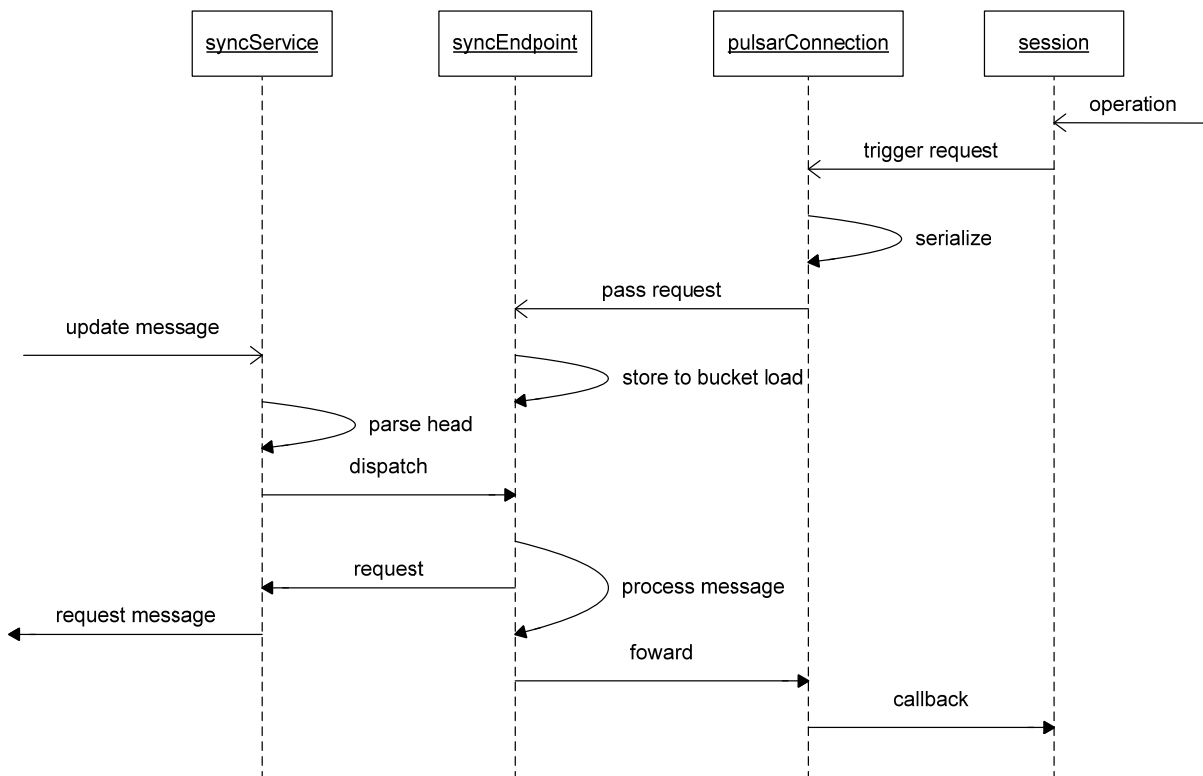 syncService
syncEndpoint
pulsarConnection
session
operation
trigger request
serialize
pass request
update message
store to bucket load
parse head
dispatch
request
process message
request message
foward
callback